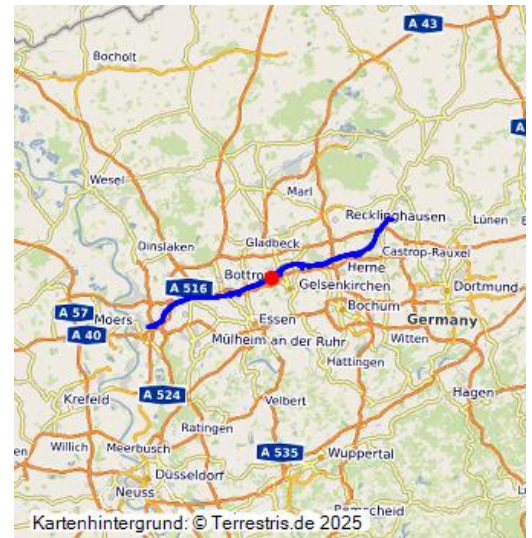 A 43
Bocholt
A
Wesel
Marl
Recklinghausen
Lünen
Dinslaken
Gladbeck
Castrop-Rauxel
Bottro
Herne
A 516
Gelsenkirchen
Dortmund
A 57
Moers
Essen
Bochum
Germany
A 40
Mülheim an der Ruhr
Witten
Hattingen
A 524
Hagen
Krefeld
Velbert
Ratingen
Willich
Meerbusch
A 535
Wuppertal
Düsseldorf
Neuss
Remscheid
Kartenhintergrund: © Terrestris.de 2025